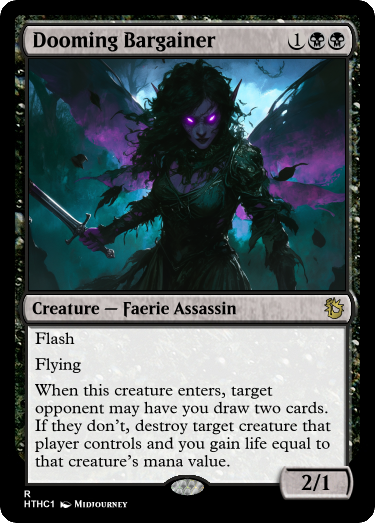 Dooming Bargainer 1
Creature — Faerie Assassin
Flash
Flying
When this creature enters, target
opponent may have you draw two cards.
If they don't, destroy target creature that
player controls and you gain life equal to
that creature's mana value.
2/1
R
HTHC1 Midjourney